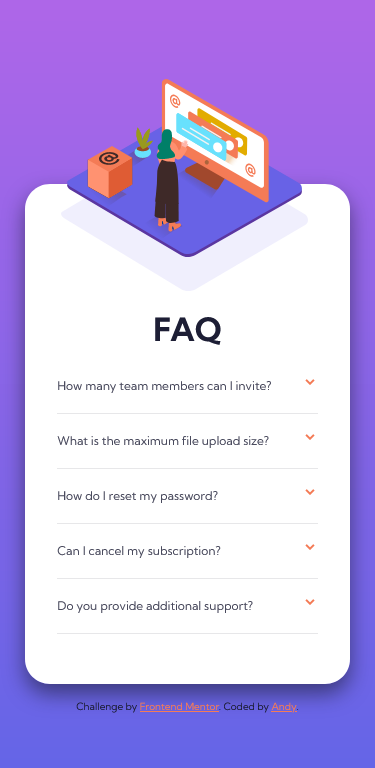 FAQ
How many team members can I invite?
What is the maximum file upload size?
How do I reset my password?
Can I cancel my subscription?
Do you provide additional support?
Challenge by Frontend Mentor. Coded by Andy.